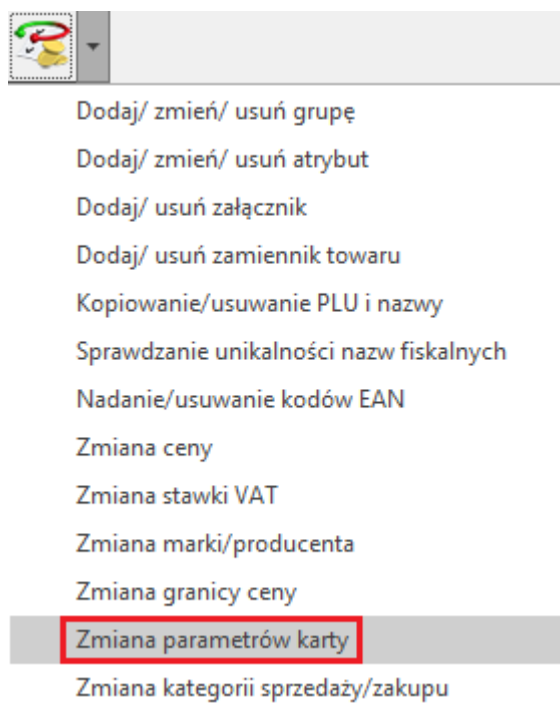 Dodaj/ zmień/ usuń grupę
Dodaj/ zmień/ usuń atrybut
Dodaj/ usuń załącznik
Dodaj/ usuń zamiennik towaru
Kopiowanie/usuwanie PLU i nazwy
Sprawdzanie unikalności nazw fiskalnych
Nadanie/usuwanie kodów EAN
Zmiana ceny
Zmiana stawki VAT
Zmiana marki/producenta
Zmiana granicy ceny
Zmiana parametrów karty
Zmiana kategorii sprzedaży/zakupu